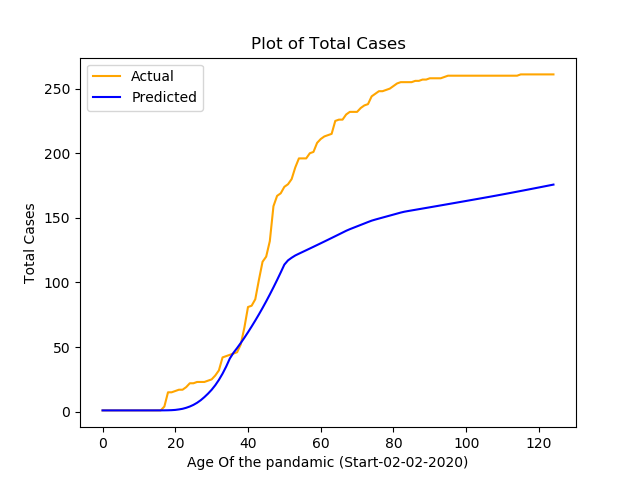 Plot of Total Cases
Actual
Predicted
250
200
150
100
50
0
Total Cases
0 20 40 60 80 100 120
Age Of the pandamic (Start-02-02-2020)